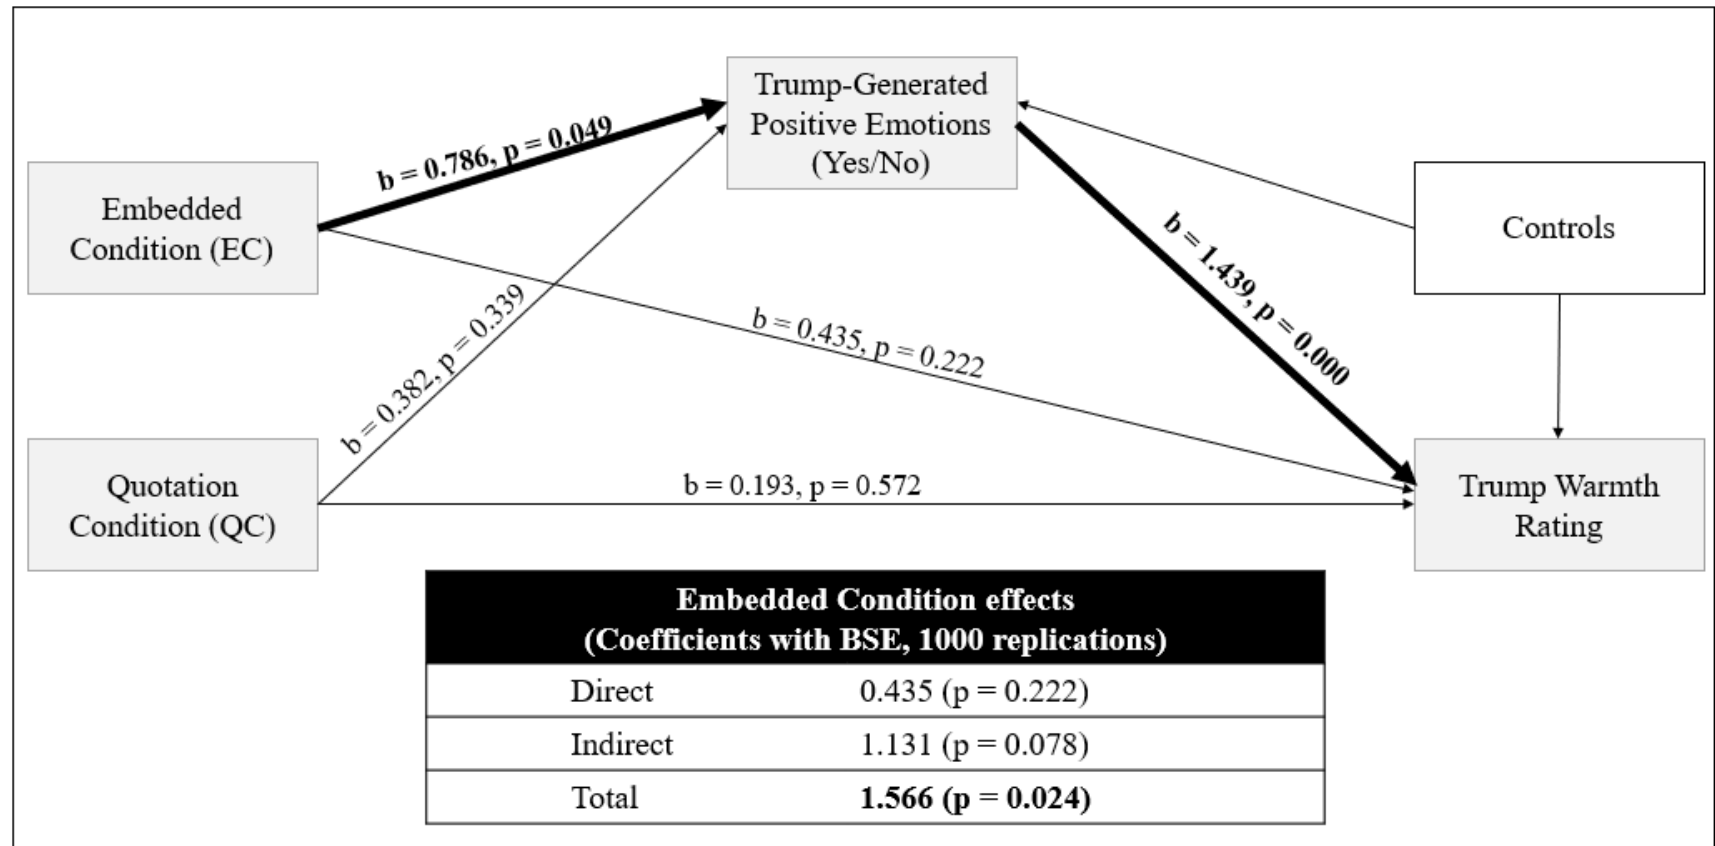 Trump-Generated
Positive Emotions
(Yes/No)
b = 0.786, p = 0.049
Embedded
Condition (EC)
Controls
b = 1.439, p = 0.000
b = 0.382, p = 0.339
b = 0.435, p = 0.222
Quotation
Condition (QC)
b = 0.193, p = 0.572
Trump Warmth
Rating
Embedded Condition effects
(Coefficients with BSE, 1000 replications)
Direct 0.435 (p = 0.222)
Indirect 1.131 (p = 0.078)
Total 1.566 (p = 0.024)